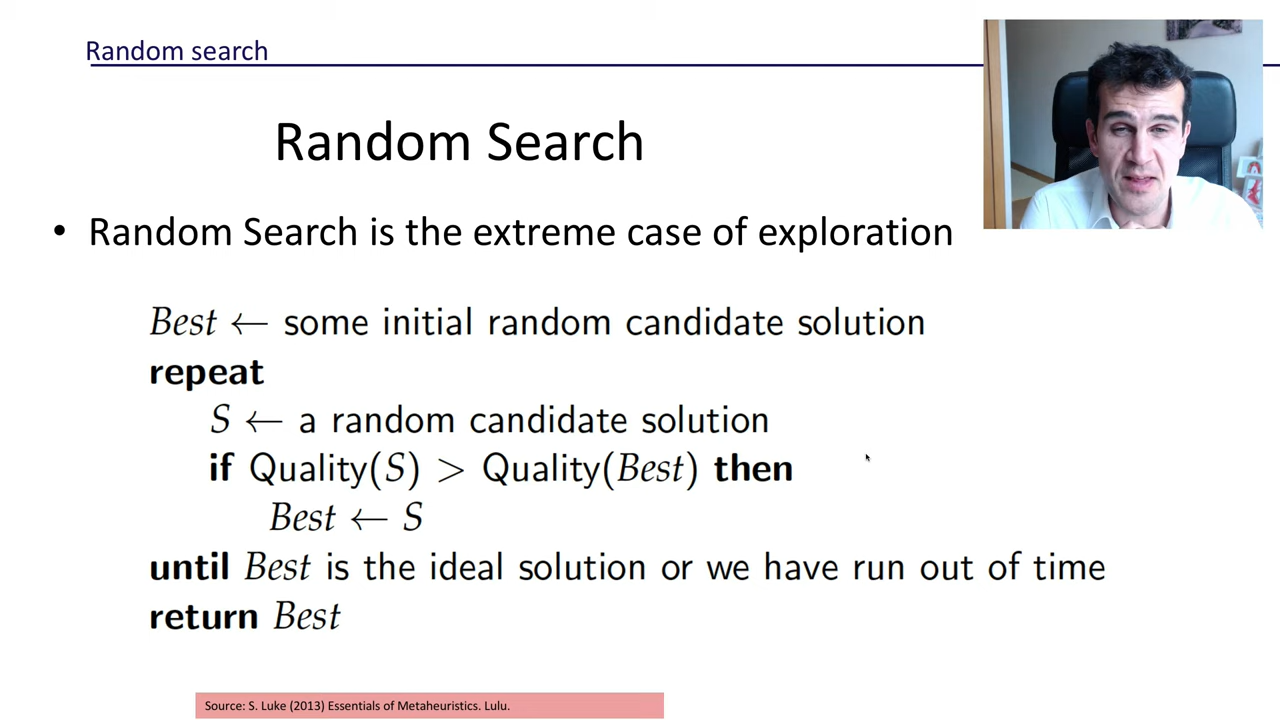 Random search
Random Search
• Random Search is the extreme case of exploration
Best ← some initial random candidate solution
repeat
S ← a random candidate solution
if Quality(S) > Quality(Best) then
Best ← S
until Best is the ideal solution or we have run out of time
return Best
Source: S. Luke (2013) Essentials of Metaheuristics. Lulu.